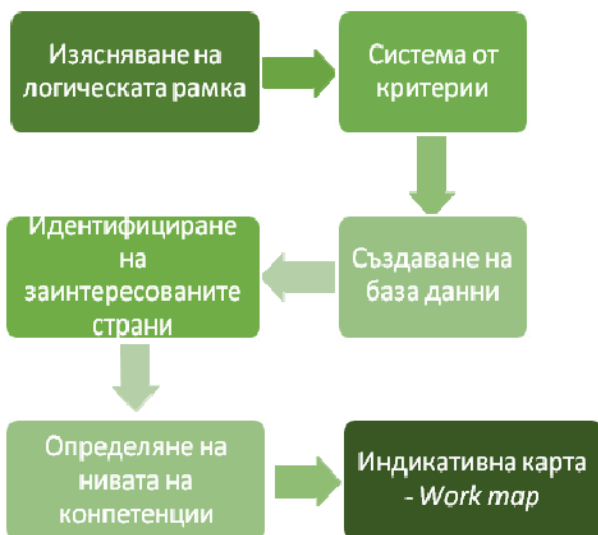 Изясняване на
логическата рамка
Система от
критерии
Създаване на
база данни
Идентифициране
на
заинтересованите
страни
Определяне на
нивата на
конпетенции
Индикативна карта
- Work map